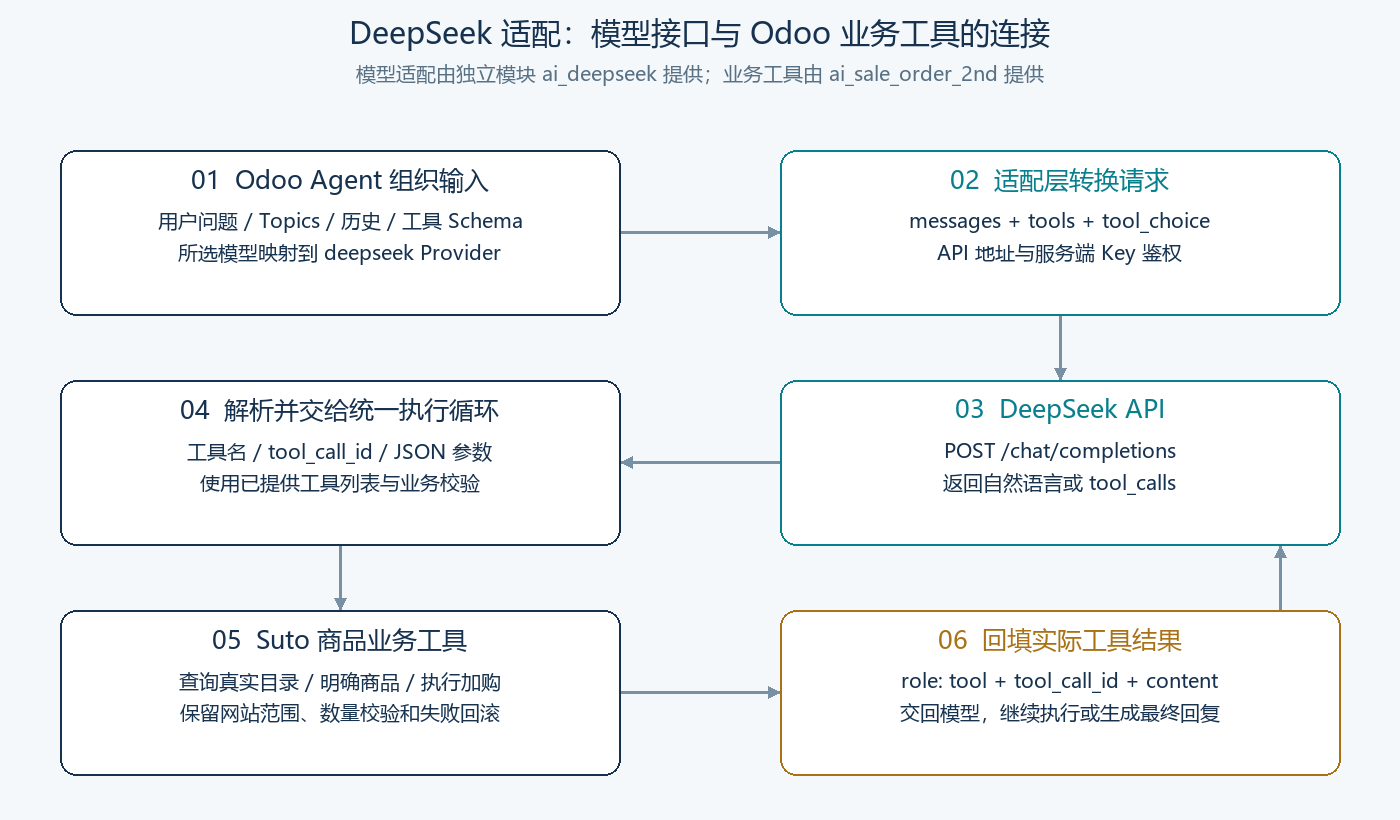 DeepSeek 适配：模型接口与 Odoo 业务工具的连接
模型适配由独立模块 ai_deepseek 提供；业务工具由 ai_sale_order_2nd 提供
01 Odoo Agent 组织输入
用户问题 / Topics / 历史 / 工具 Schema
所选模型映射到 deepseek Provider
02 适配层转换请求
messages + tools + tool_choice
API 地址与服务端 Key 鉴权
04 解析并交给统一执行循环
工具名 / tool_call_id / JSON 参数
使用已提供工具列表与业务校验
03 DeepSeek API
POST /chat/completions
返回自然语言或 tool_calls
05 Suto 商品业务工具
查询真实目录 / 明确商品 / 执行加购
保留网站范围、数量校验和失败回滚
06 回填实际工具结果
role: tool + tool_call_id + content
交回模型，继续执行或生成最终回复